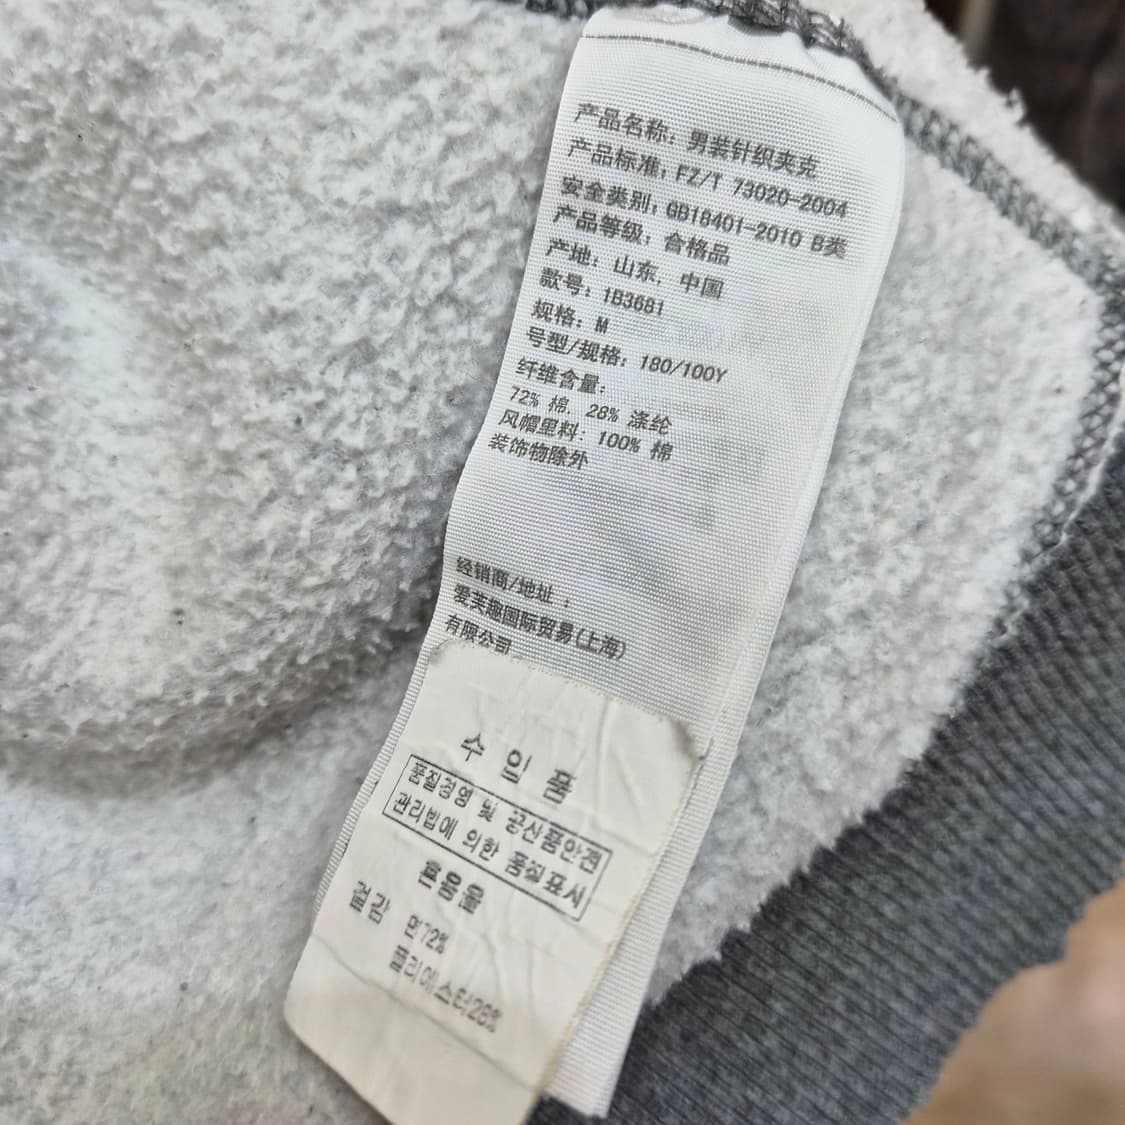 产品名称：男装针织夹克
产品标准：FZ/T 73020-2004
安全类别：GB18401-2010 B类
产品等级：合格品
产地：山东，中国
款号：1B3681
规格：M
号型/规格：180/100Y
纤维含量：
72% 棉，28% 涤纶
风帽里料：100% 棉
装饰物除外
经销商/地址：
爱芙趣国际贸易(上海)
有限公司
수 입 품
품질경영 및 공산품안전
관리법에 의한 품질표시
혼용율
겉감 면72%
폴리에스터28%